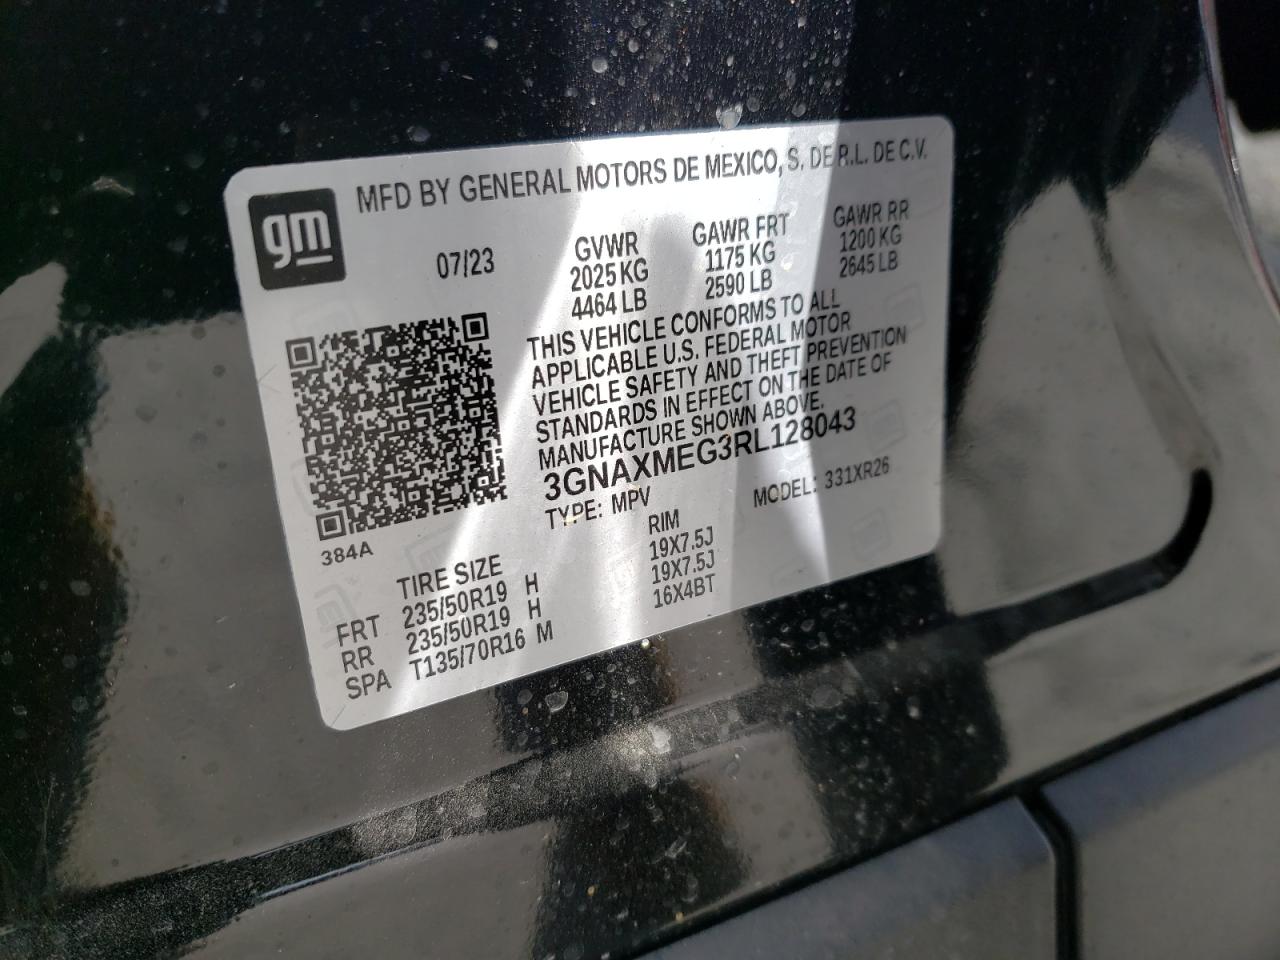 gm
MFD BY GENERAL MOTORS DE MEXICO, S. DE R.L. DE C.V.
07/23
GVWR GAWR FRT GAWR RR
2025 KG 1175 KG 1200 KG
4464 LB 2590 LB 2645 LB
THIS VEHICLE CONFORMS TO ALL
APPLICABLE U.S. FEDERAL MOTOR
VEHICLE SAFETY AND THEFT PREVENTION
STANDARDS IN EFFECT ON THE DATE OF
MANUFACTURE SHOWN ABOVE.
3GNAXMEG3RL128043
TYPE: MPV MODEL: 331XR26
384A
TIRE SIZE RIM
FRT 235/50R19 H 19X7.5J
RR 235/50R19 H 19X7.5J
SPA T135/70R16 M 16X4BT